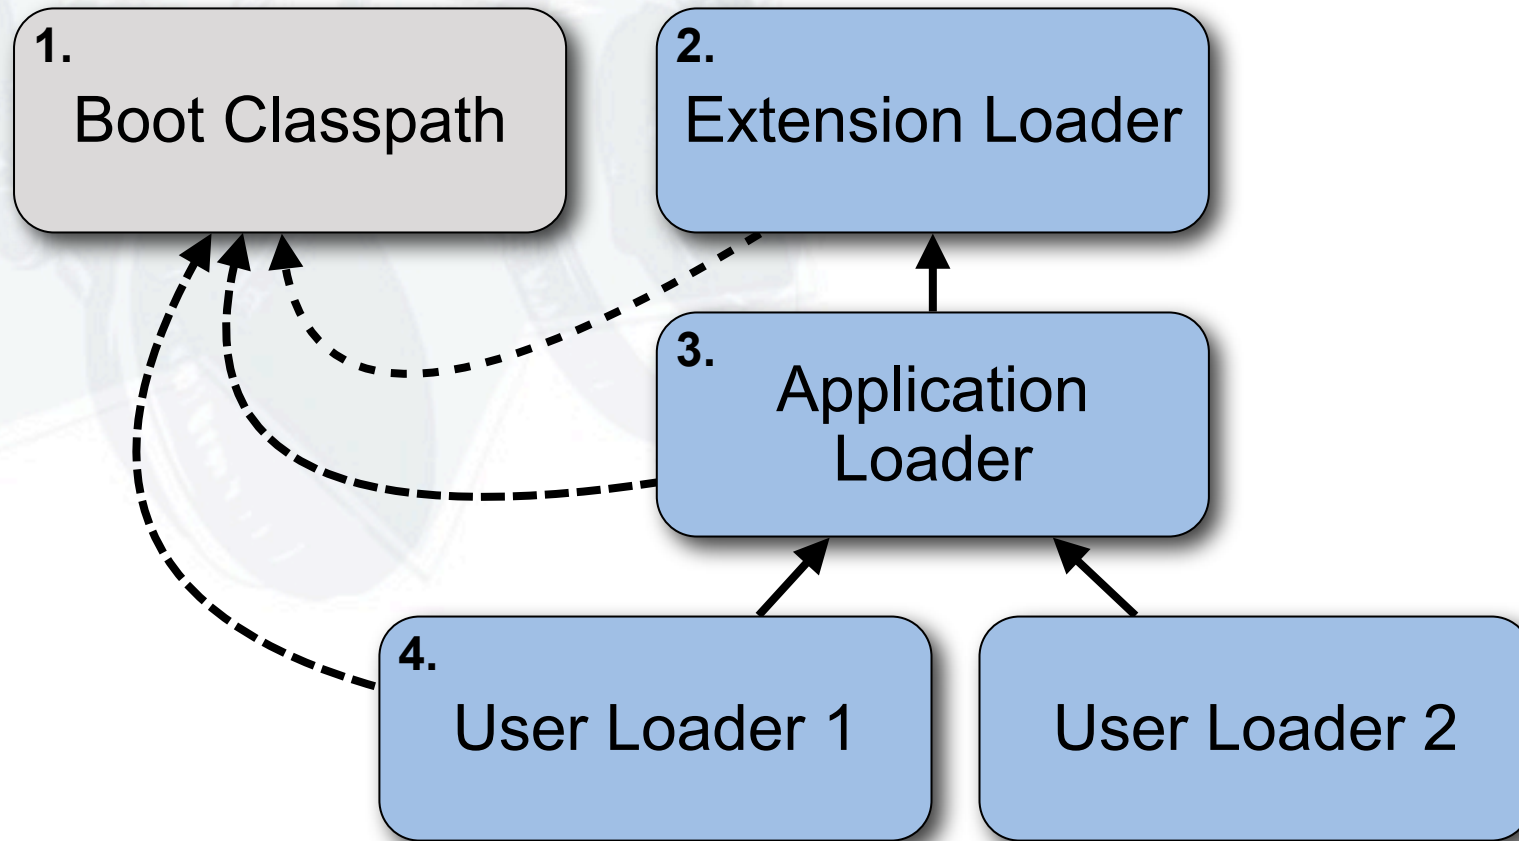 1.
Boot Classpath
2.
Extension Loader
3.
Application
Loader
4.
User Loader 1
User Loader 2